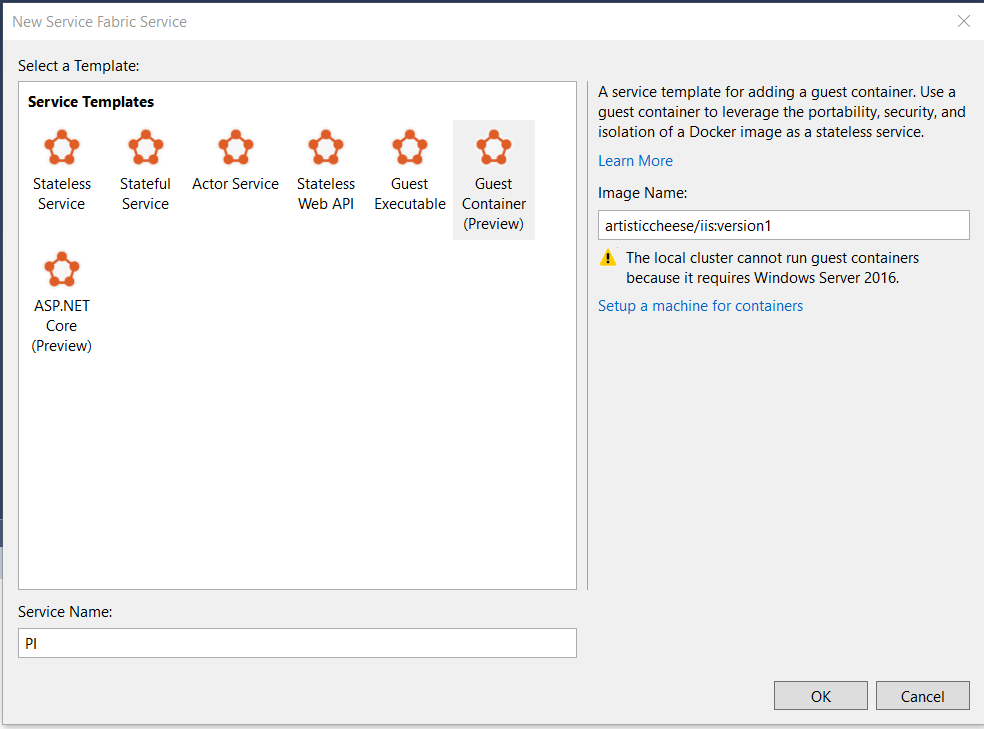 New Service Fabric Service
Select a Template:
Service Templates
Stateless
Service
Stateful
Service
Actor Service
Stateless
Web API
Guest
Executable
Guest
Container
(Preview)
ASP.NET
Core
(Preview)
A service template for adding a guest container. Use a
guest container to leverage the portability, security, and
isolation of a Docker image as a stateless service.
Learn More
Image Name:
artisticcheese/iis:version1
The local cluster cannot run guest containers
because it requires Windows Server 2016.
Setup a machine for containers
Service Name:
PI
OK
Cancel